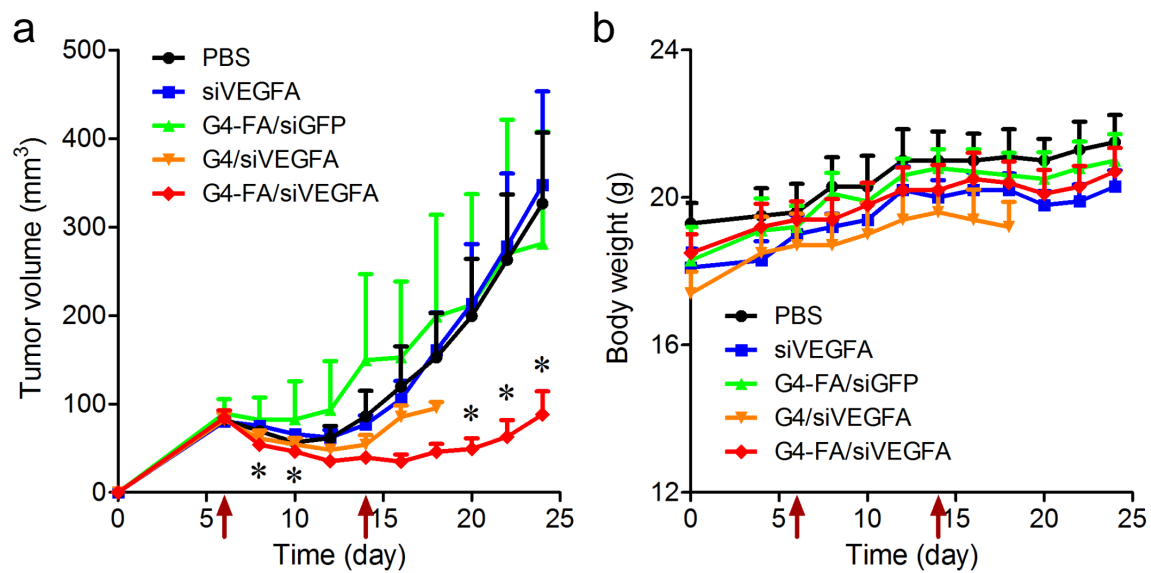 a
Tumor volume (mm³)
500
400
300
200
100
0
PBS
siVEGFA
G4-FA/siGFP
G4/siVEGFA
G4-FA/siVEGFA
* * * * *
0 5 10 15 20 25
Time (day)
b
Body weight (g)
24
20
16
12
PBS
siVEGFA
G4-FA/siGFP
G4/siVEGFA
G4-FA/siVEGFA
0 5 10 15 20 25
Time (day)